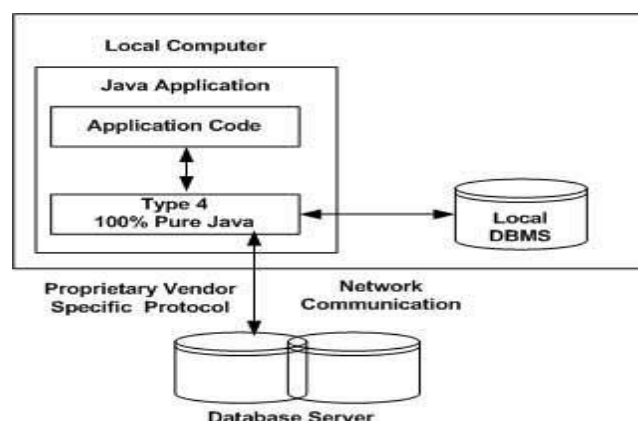 Local Computer
Java Application
Application Code
Type 4
100% Pure Java
Local
DBMS
Proprietary Vendor
Specific Protocol
Network
Communication
Database Server